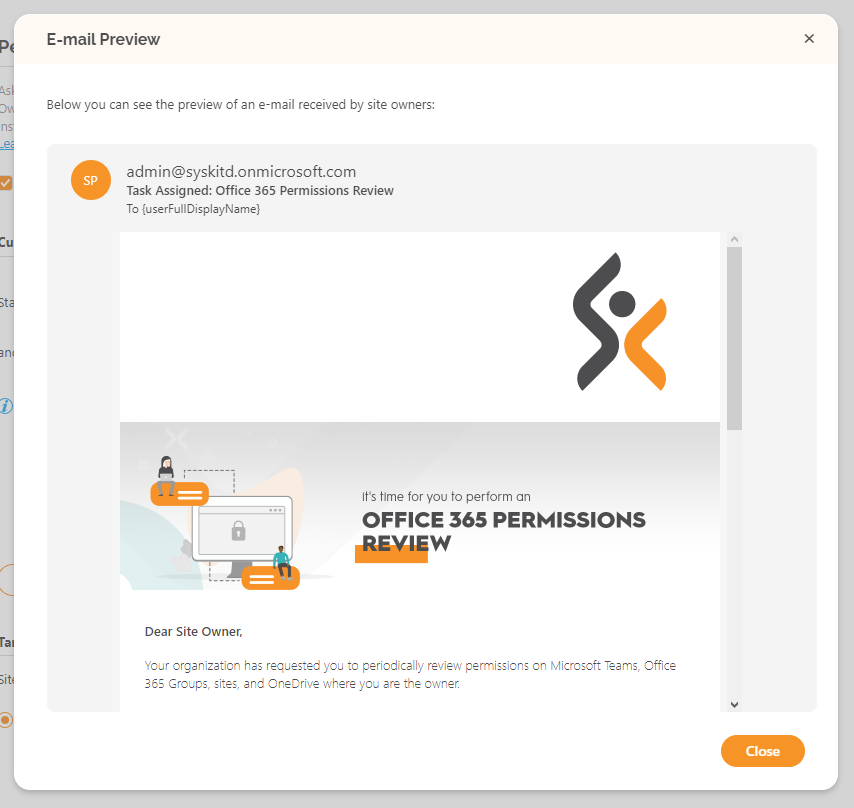 E-mail Preview
Below you can see the preview of an e-mail received by site owners:
SP
admin@syskitd.onmicrosoft.com
Task Assigned: Office 365 Permissions Review
To {userFullDisplayName}
It's time for you to perform an
OFFICE 365 PERMISSIONS
REVIEW
Dear Site Owner,
Your organization has requested you to periodically review permissions on Microsoft Teams, Office
365 Groups, sites, and OneDrive where you are the owner.
Close